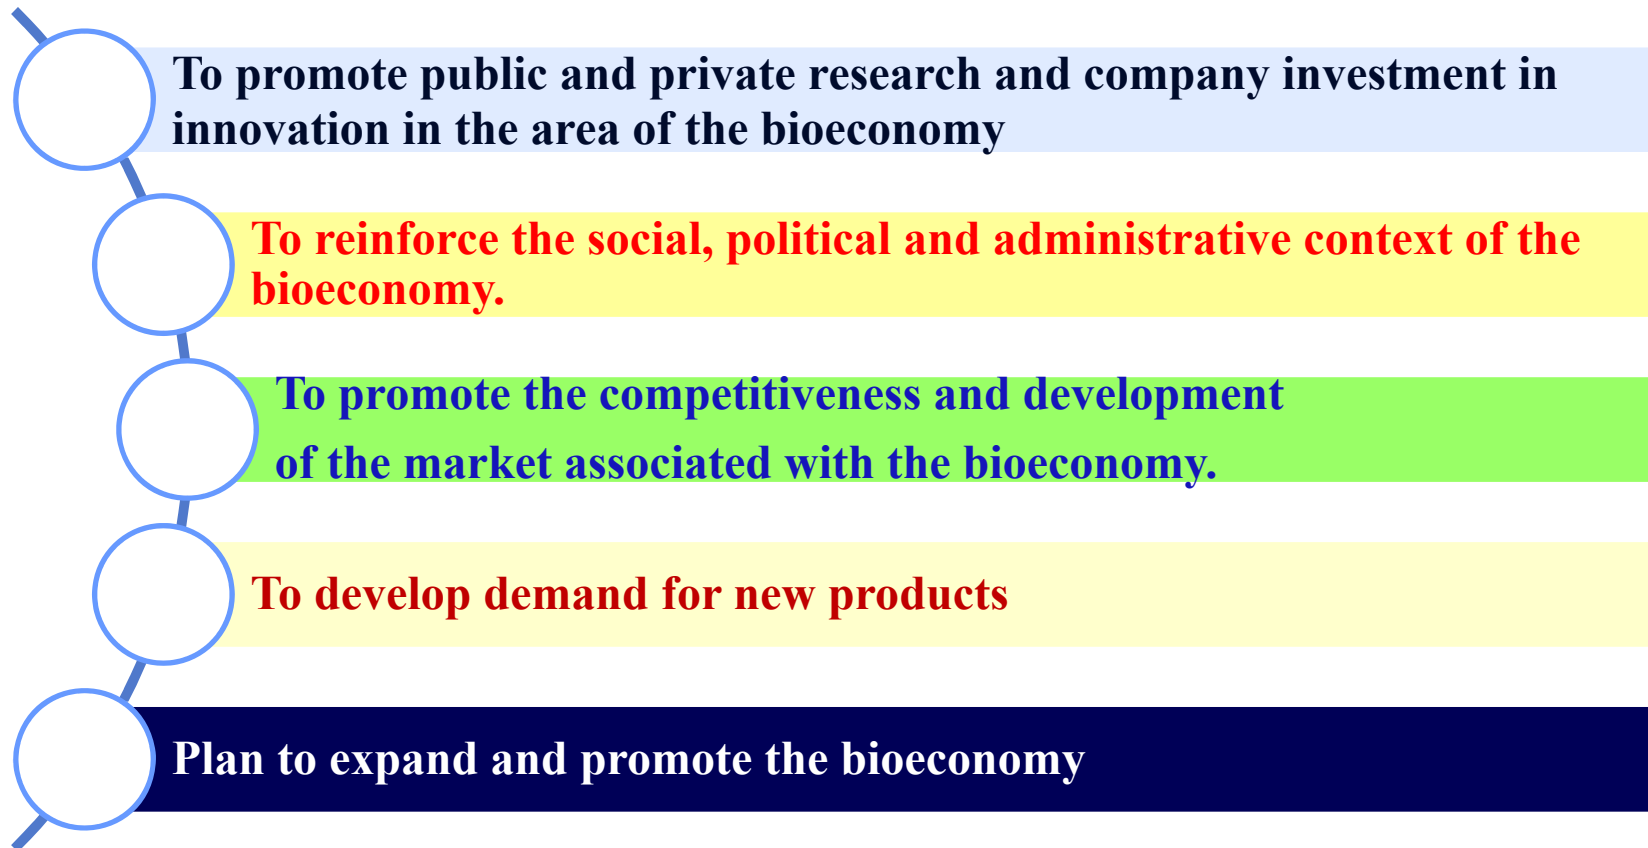 To promote public and private research and company investment in
innovation in the area of the bioeconomy
To reinforce the social, political and administrative context of the
bioeconomy.
To promote the competitiveness and development
of the market associated with the bioeconomy.
To develop demand for new products
Plan to expand and promote the bioeconomy